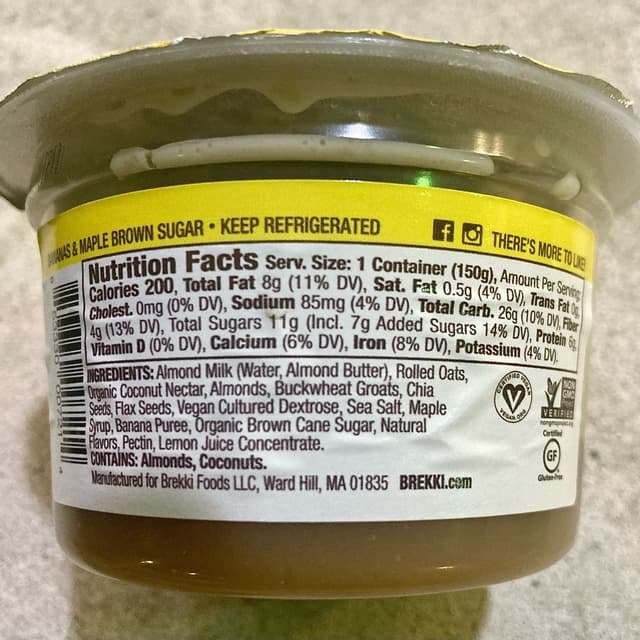 BANANAS & MAPLE BROWN SUGAR • KEEP REFRIGERATED
THERE'S MORE TO LIKE!
Nutrition Facts Serv. Size: 1 Container (150g), Amount Per Serving:
Calories 200, Total Fat 8g (11% DV), Sat. Fat 0.5g (4% DV), Trans Fat 0g,
Cholest. 0mg (0% DV), Sodium 85mg (4% DV), Total Carb. 26g (10% DV), Fiber
4g (13% DV), Total Sugars 11g (Incl. 7g Added Sugars 14% DV), Protein 6g,
Vitamin D (0% DV), Calcium (6% DV), Iron (8% DV), Potassium (4% DV).
INGREDIENTS: Almond Milk (Water, Almond Butter), Rolled Oats,
Organic Coconut Nectar, Almonds, Buckwheat Groats, Chia
Seeds, Flax Seeds, Vegan Cultured Dextrose, Sea Salt, Maple
Syrup, Banana Puree, Organic Brown Cane Sugar, Natural
Flavors, Pectin, Lemon Juice Concentrate.
CONTAINS: Almonds, Coconuts.
Manufactured for Brekki Foods LLC, Ward Hill, MA 01835 BREKKI.com
CERTIFIED VEGAN
VEGAN.ORG
NON
GMO
VERIFIED
nongmoproject.org
Certified
GF
Gluten-Free